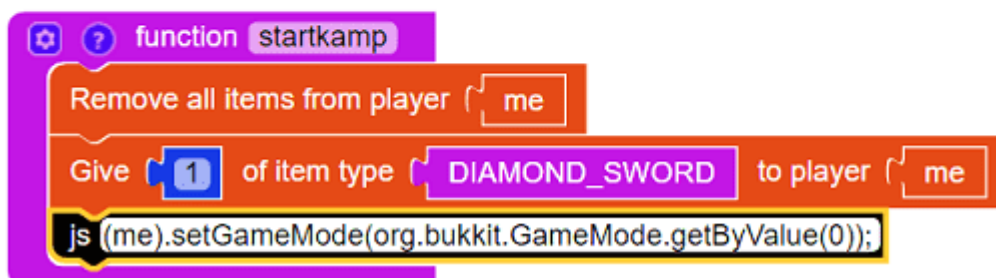 ? function startkamp
Remove all items from player me
Give 1 of item type DIAMOND_SWORD to player me
js (me).setGameMode(org.bukkit.GameMode.getByValue(0));